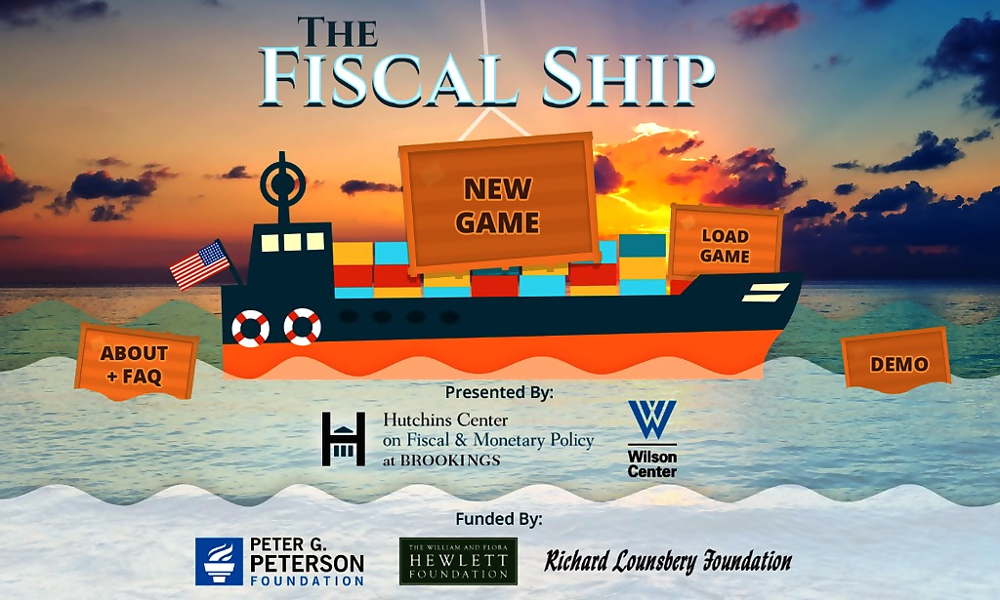 THE
FISCAL SHIP
NEW
GAME
LOAD
GAME
ABOUT
+ FAQ
DEMO
Presented By:
Hutchins Center
on Fiscal & Monetary Policy
at BROOKINGS
W
Wilson
Center
Funded By:
PETER G.
PETERSON
FOUNDATION
THE WILLIAM AND FLORA
HEWLETT
FOUNDATION
Richard Lounsbery Foundation